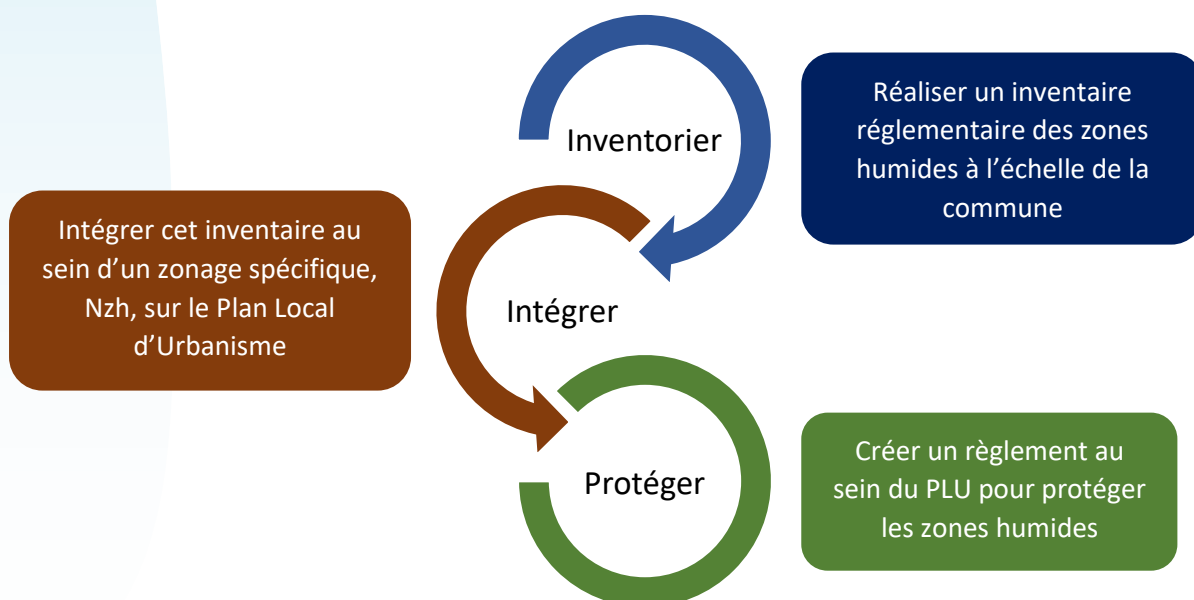 Inventorier
Réaliser un inventaire
réglementaire des zones
humides à l’échelle de la
commune
Intégrer cet inventaire au
sein d’un zonage spécifique,
Nzh, sur le Plan Local
d’Urbanisme
Intégrer
Protéger
Créer un règlement au
sein du PLU pour protéger
les zones humides